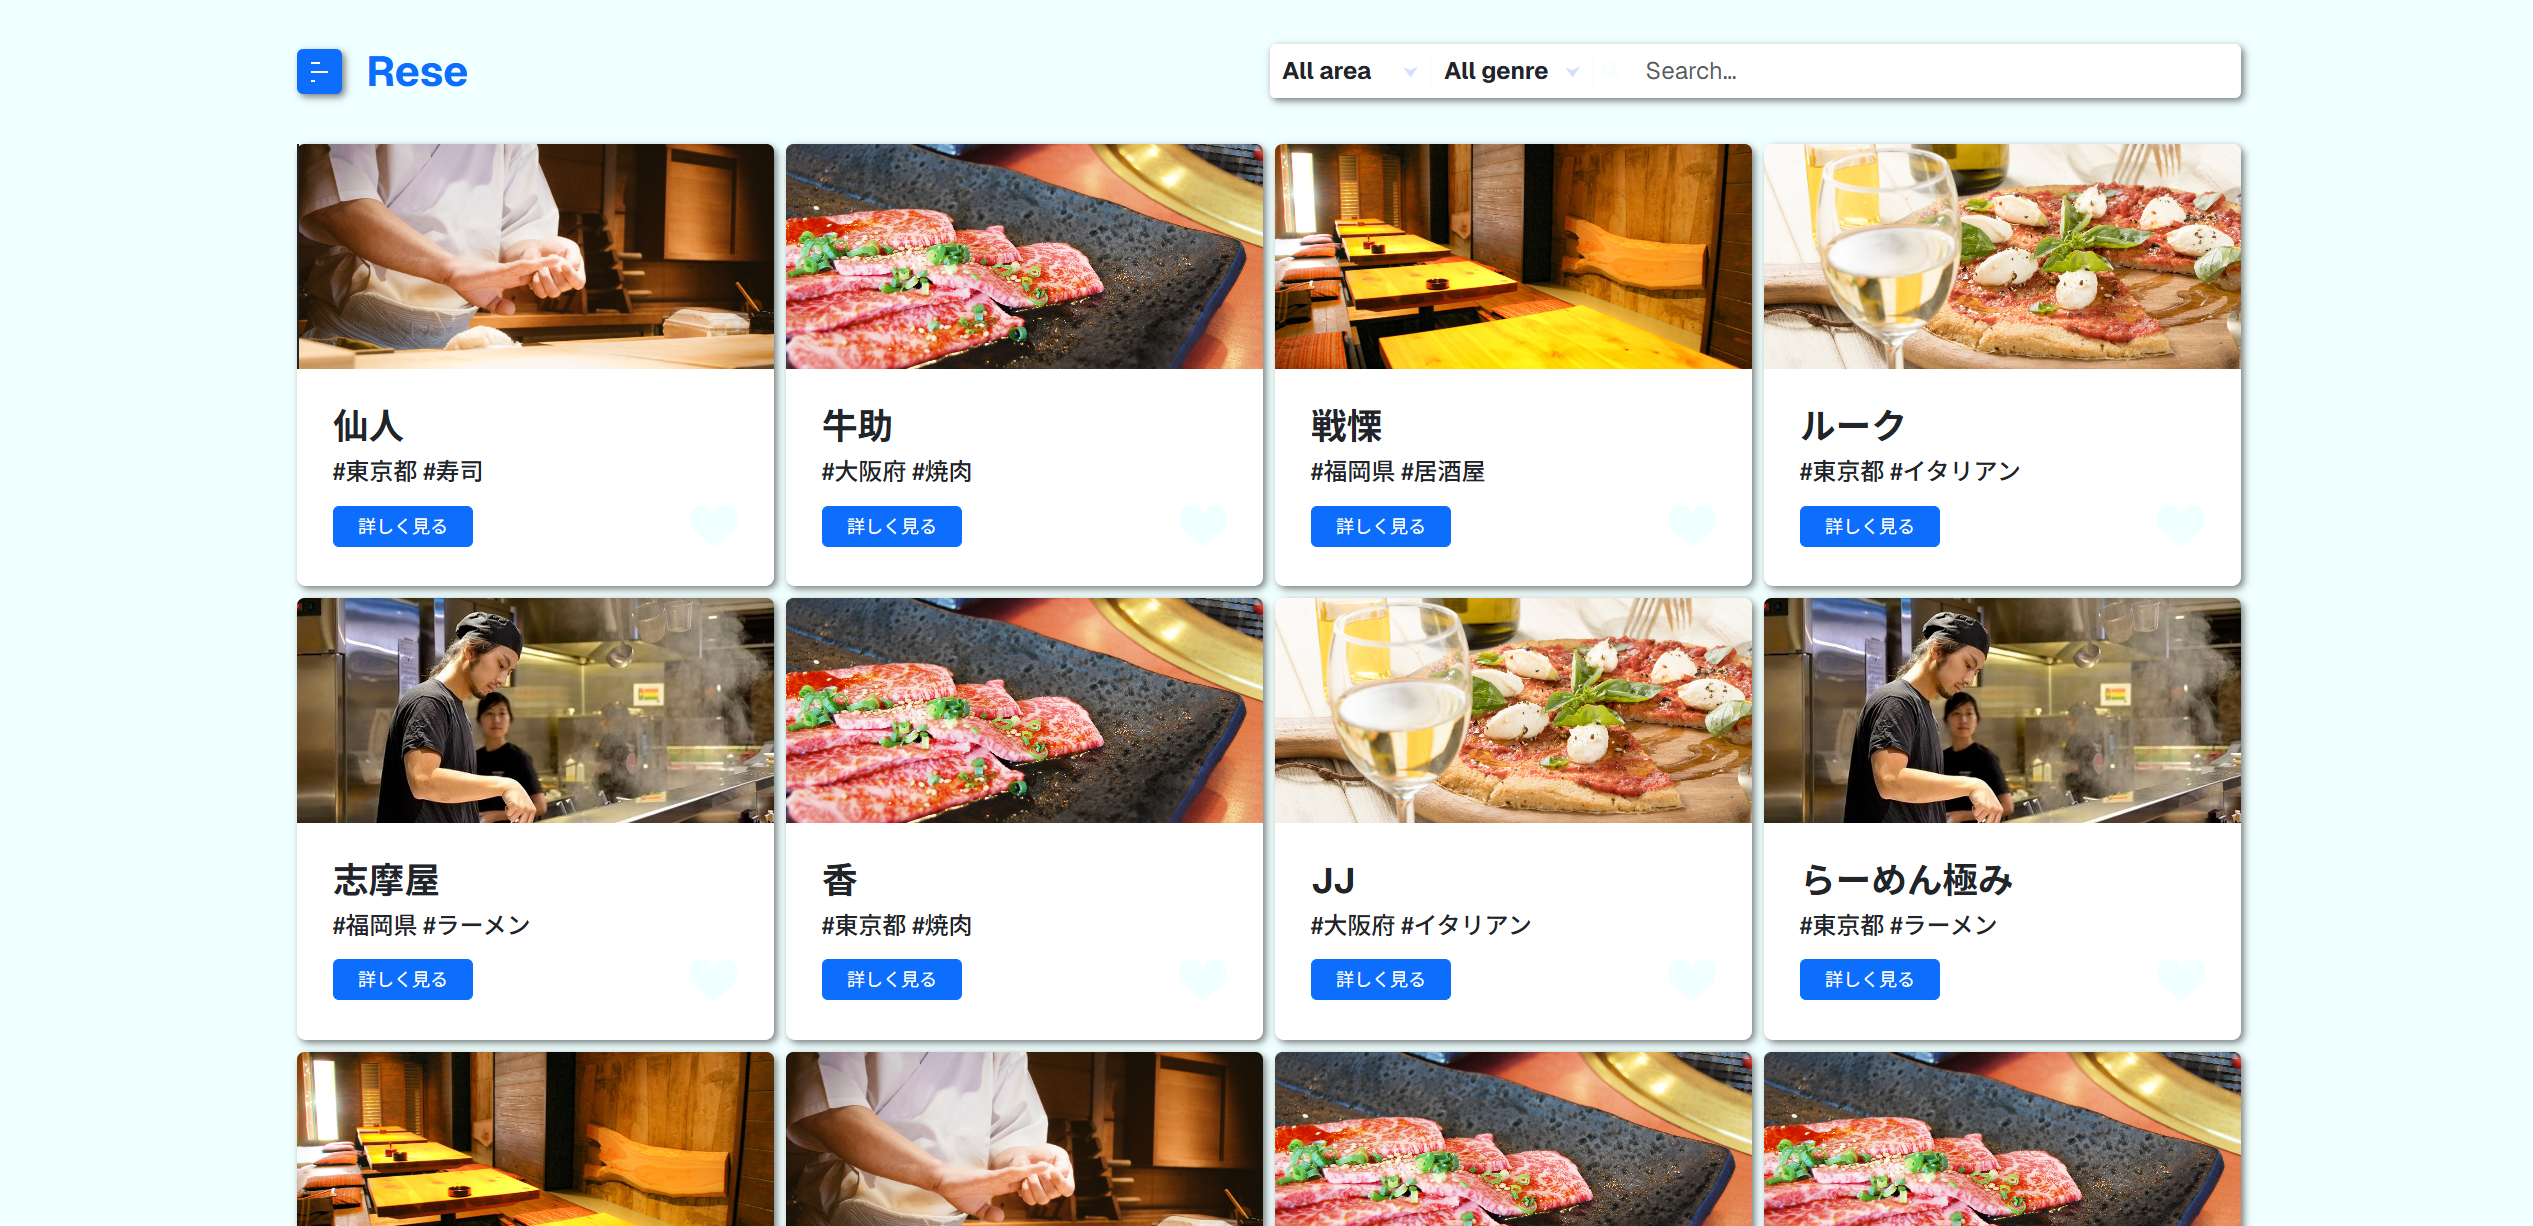 Rese
All area
All genre
Search...
仙人
#東京都 #寿司
詳しく見る
牛助
#大阪府 #焼肉
詳しく見る
戦慄
#福岡県 #居酒屋
詳しく見る
ルーク
#東京都 #イタリアン
詳しく見る
志摩屋
#福岡県 #ラーメン
詳しく見る
香
#東京都 #焼肉
詳しく見る
JJ
#大阪府 #イタリアン
詳しく見る
らーめん極み
#東京都 #ラーメン
詳しく見る